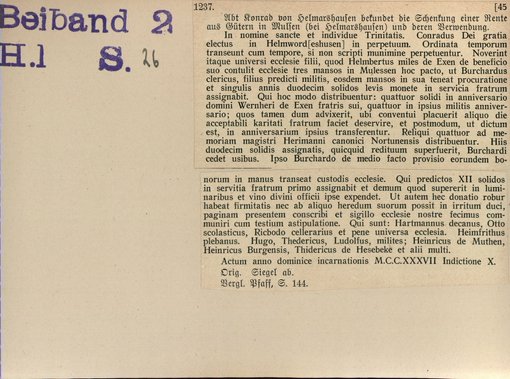 Beiband 2
H.1 S. 26
1237. [45
Abt Konrad von Helmarshausen bekundet die Schenkung einer Rente
aus Gütern in Mulsen (bei Helmarshausen) und deren Verwendung.
In nomine sancte et individue Trinitatis. Conradus Dei gratia
electus in Helmword[eshusen] in perpetuum. Ordinata temporum
transeunt cum tempore, si non scripti munimine perpetuentur. Noverint
itaque universi ecclesie filii, quod Helmbertus miles de Exen de beneficio
suo contulit ecclesie tres mansos in Mulessen hoc pacto, ut Burchardus
clericus, filius predicti militis, eosdem mansos in sua teneat procuratione
et singulis annis duodecim solidos levis monete in servicia fratrum
assignabit. Qui hoc modo distribuentur: quattuor solidi in anniversario
domini Wernheri de Exen fratris sui, quattuor in ipsius militis anniver-
sario; quos tamen dum advixerit, ubi conventui placuerit aliquo die
acceptabili karitati fratrum faciet deservire, et postmodum, ut dictum
est, in anniversarium ipsius transferentur. Reliqui quattuor ad me-
moriam magistri Herimanni canonici Nortunensis distribuentur. Hiis
duodecim solidis assignatis, quicquid redituum superfuerit, Burchardi
cedet usibus. Ipso Burchardo de medio facto provisio eorundem bo-
norum in manus transeat custodis ecclesie. Qui predictos XII solidos
in servitia fratrum primo assignabit et demum quod supererit in lumi-
naribus et vino divini officii ipse expendet. Ut autem hec donatio robur
habeat firmitatis nec ab aliquo heredum suorum possit in irritum duci,
paginam presentem conscribi et sigillo ecclesie nostre fecimus com-
muniri cum testium astipulatione. Qui sunt: Hartmannus decanus, Otto
scolasticus, Ricbodo cellerarius et pene universa ecclesia. Heimfrithus
plebanus. Hugo, Thedericus, Ludolfus, milites; Heinricus de Muthen,
Heinricus Burgensis, Thidericus de Hesebeke et alii multi.
Actum anno dominice incarnationis M.C.C.XXXVII Indictione X.
Orig. Siegel ab.
Vergl. Pfaff, S. 144.